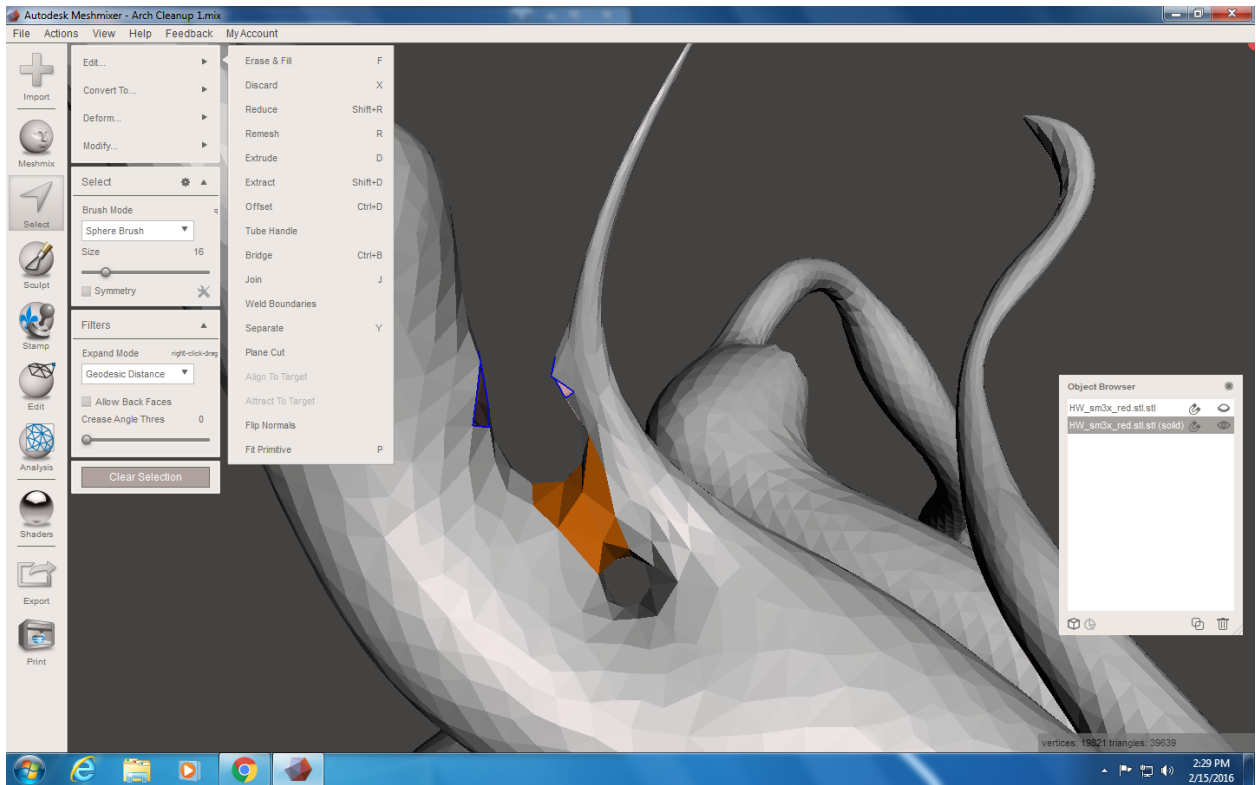 Autodesk Meshmixer - Arch Cleanup 1.mix
File Actions View Help Feedback MyAccount
Import
Meshmix
Select
Sculpt
Stamp
Edit
Analysis
Shaders
Export
Print
Edit...
Convert To...
Deform...
Modify...
Select
Brush Mode q
Sphere Brush
Size 16
Symmetry
Filters
Expand Mode right-click-drag
Geodesic Distance
Allow Back Faces
Crease Angle Thres 0
Clear Selection
Erase & Fill F
Discard X
Reduce Shift+R
Remesh R
Extrude D
Extract Shift+D
Offset Ctrl+D
Tube Handle
Bridge Ctrl+B
Join J
Weld Boundaries
Separate Y
Plane Cut
Align To Target
Attract To Target
Flip Normals
Fit Primitive P
Object Browser
HW_sm3x_red.stl.stl
HW_sm3x_red.stl.stl (solid)
vertices: 19821 triangles: 39639
2:29 PM
2/15/2016